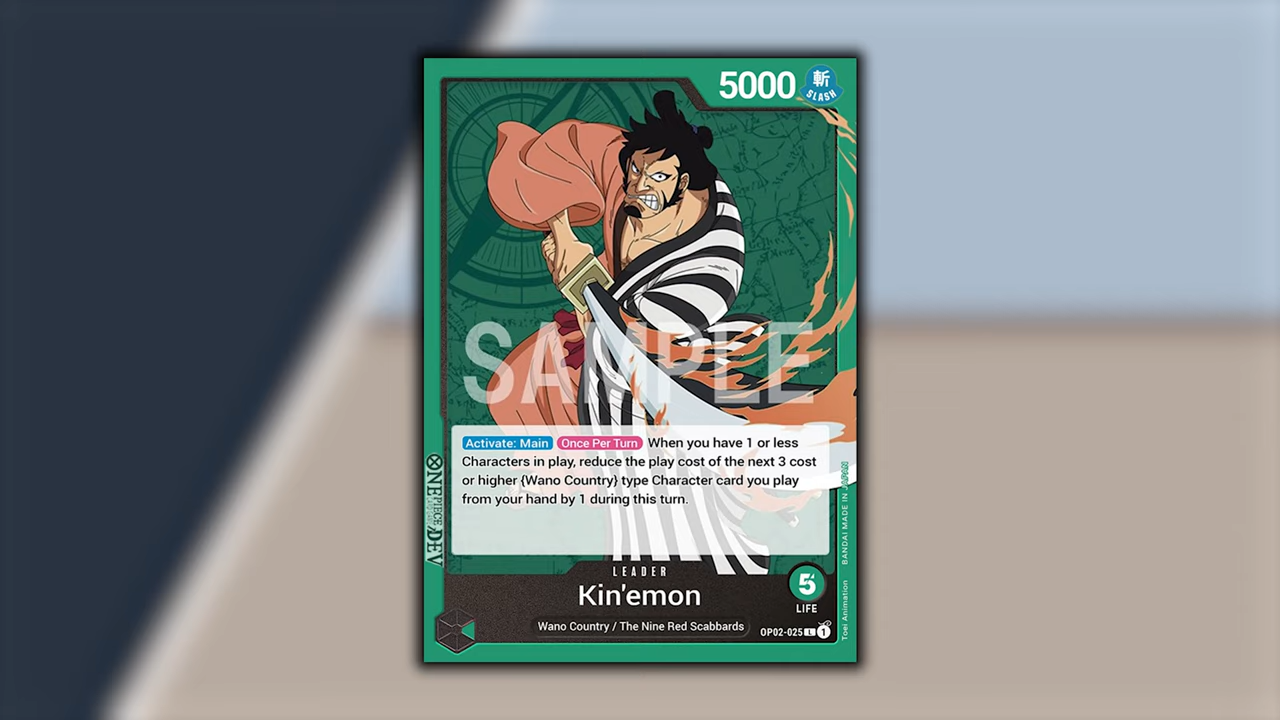 5000
斬
SLASH
SAMPLE
Activate: Main Once Per Turn When you have 1 or less
Characters in play, reduce the play cost of the next 3 cost
or higher {Wano Country} type Character card you play
from your hand by 1 during this turn.
LEADER
Kin'emon
5
LIFE
Wano Country / The Nine Red Scabbards
OP02-025 L 1
ONE PIECE
Toei Animation BANDAI MADE IN JAPAN